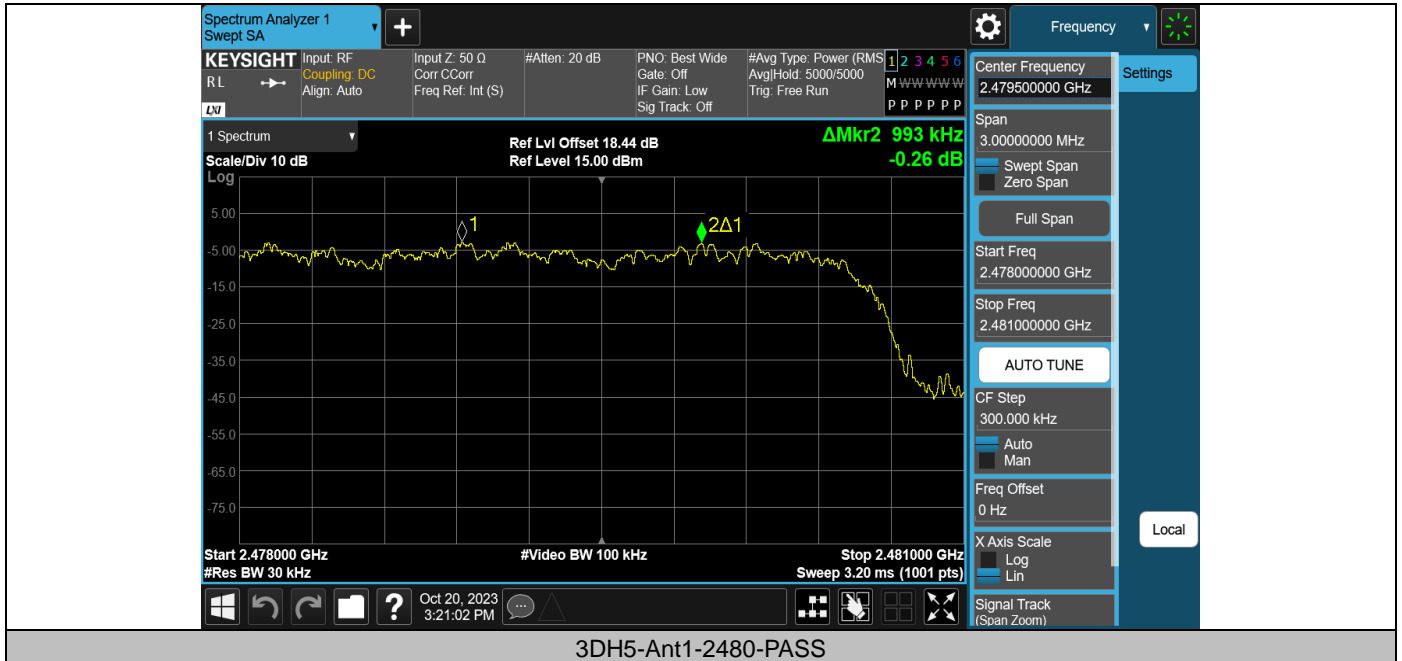 Spectrum Analyzer 1
Swept SA
+
Frequency
KEYSIGHT
RL
LXI
Input: RF
Coupling: DC
Align: Auto
Input Z: 50 Ω
Corr CCorr
Freq Ref: Int (S)
#Atten: 20 dB
PNO: Best Wide
Gate: Off
IF Gain: Low
Sig Track: Off
#Avg Type: Power (RMS
Avg|Hold: 5000/5000
Trig: Free Run
1 2 3 4 5 6
M W W W W W
P P P P P P
1 Spectrum
Scale/Div 10 dB
Log
Ref Lvl Offset 18.44 dB
Ref Level 15.00 dBm
ΔMkr2 993 kHz
-0.26 dB
5.00
-5.00
-15.0
-25.0
-35.0
-45.0
-55.0
-65.0
-75.0
1
2Δ1
Start 2.478000 GHz
#Res BW 30 kHz
#Video BW 100 kHz
Stop 2.481000 GHz
Sweep 3.20 ms (1001 pts)
?
Oct 20, 2023
3:21:02 PM
Center Frequency
2.479500000 GHz
Settings
Span
3.00000000 MHz
Swept Span
Zero Span
Full Span
Start Freq
2.478000000 GHz
Stop Freq
2.481000000 GHz
AUTO TUNE
CF Step
300.000 kHz
Auto
Man
Freq Offset
0 Hz
X Axis Scale
Log
Lin
Local
Signal Track
(Span Zoom)
3DH5-Ant1-2480-PASS